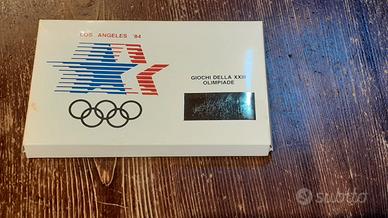 LOS ANGELES '84
GIOCHI DELLA XXIII
OLIMPIADE
subito